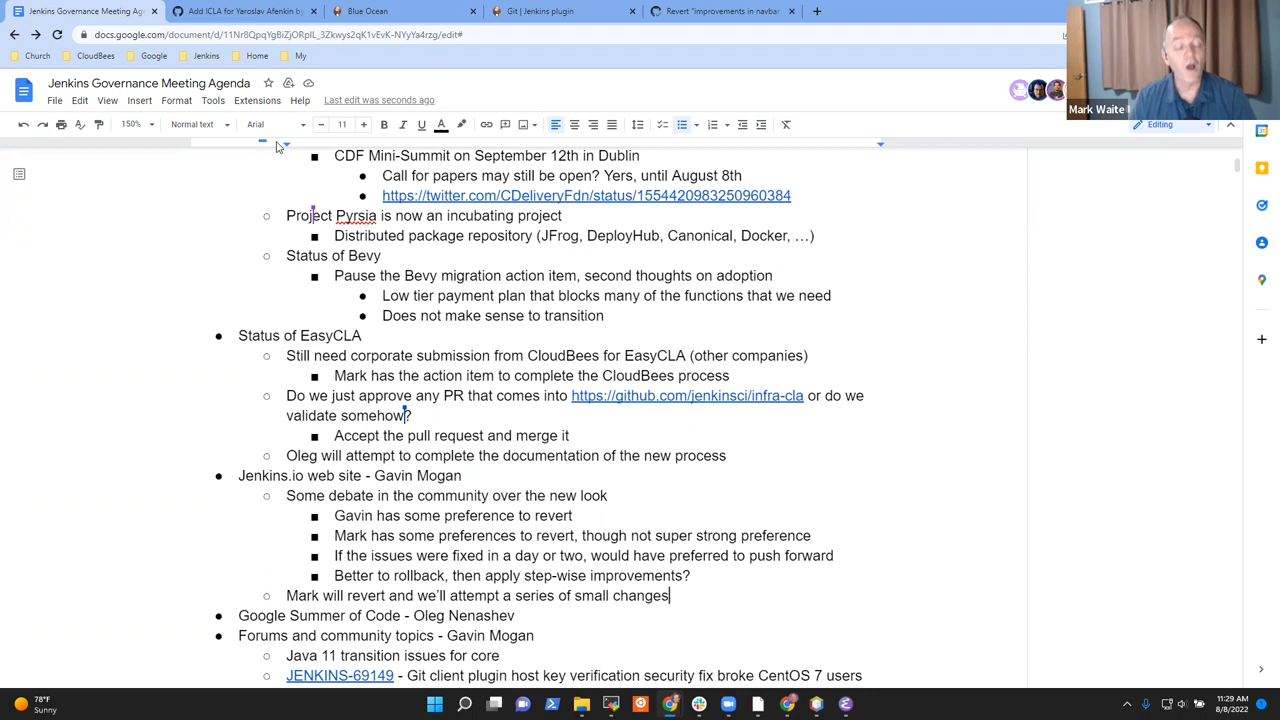 Jenkins Governance Meeting Agenda
Add ICLA for Yaroslav Afenkin by
Blue Ocean
Git | Jenkins plugin
Revert "improvements in navbar
docs.google.com/document/d/11Nr8QpqYgBiZjORpIL_3Zkwys2qK1vEvK-NYyYa4rzg/edit#
Church CloudBees Google Jenkins Home My
Jenkins Governance Meeting Agenda
File Edit View Insert Format Tools Extensions Help Last edit was seconds ago
150% Normal text Arial 11 Editing
Mark Waite
CDF Mini-Summit on September 12th in Dublin
Call for papers may still be open? Yers, until August 8th
https://twitter.com/CDeliveryFdn/status/1554420983250960384
Project Pyrsia is now an incubating project
Distributed package repository (JFrog, DeployHub, Canonical, Docker, …)
Status of Bevy
Pause the Bevy migration action item, second thoughts on adoption
Low tier payment plan that blocks many of the functions that we need
Does not make sense to transition
Status of EasyCLA
Still need corporate submission from CloudBees for EasyCLA (other companies)
Mark has the action item to complete the CloudBees process
Do we just approve any PR that comes into https://github.com/jenkinsci/infra-cla or do we
validate somehow?
Accept the pull request and merge it
Oleg will attempt to complete the documentation of the new process
Jenkins.io web site - Gavin Mogan
Some debate in the community over the new look
Gavin has some preference to revert
Mark has some preferences to revert, though not super strong preference
If the issues were fixed in a day or two, would have preferred to push forward
Better to rollback, then apply step-wise improvements?
Mark will revert and we'll attempt a series of small changes
Google Summer of Code - Oleg Nenashev
Forums and community topics - Gavin Mogan
Java 11 transition issues for core
JENKINS-69149 - Git client plugin host key verification security fix broke CentOS 7 users
78°F
Sunny
11:29 AM
8/8/2022